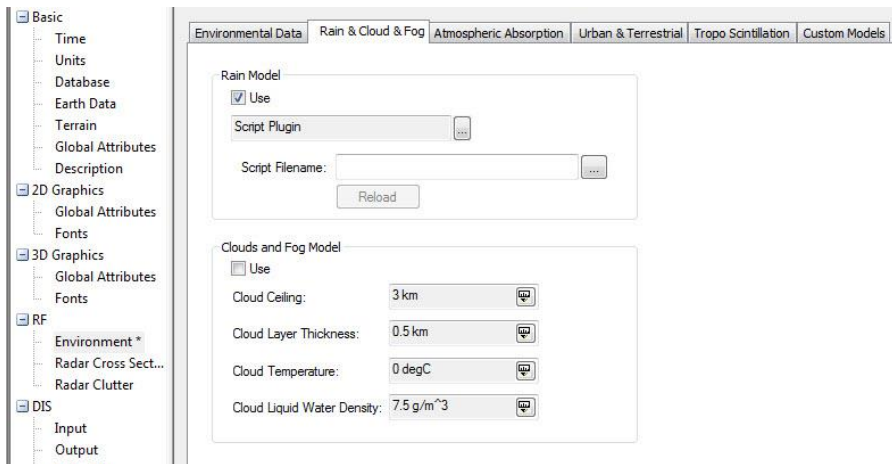 Basic
Time
Units
Database
Earth Data
Terrain
Global Attributes
Description
2D Graphics
Global Attributes
Fonts
3D Graphics
Global Attributes
Fonts
RF
Environment *
Radar Cross Sect...
Radar Clutter
DIS
Input
Output
Environmental Data Rain & Cloud & Fog Atmospheric Absorption Urban & Terrestrial Tropo Scintillation Custom Models
Rain Model
Use
Script Plugin ...
Script Filename: ...
Reload
Clouds and Fog Model
Use
Cloud Ceiling: 3 km
Cloud Layer Thickness: 0.5 km
Cloud Temperature: 0 degC
Cloud Liquid Water Density: 7.5 g/m^3